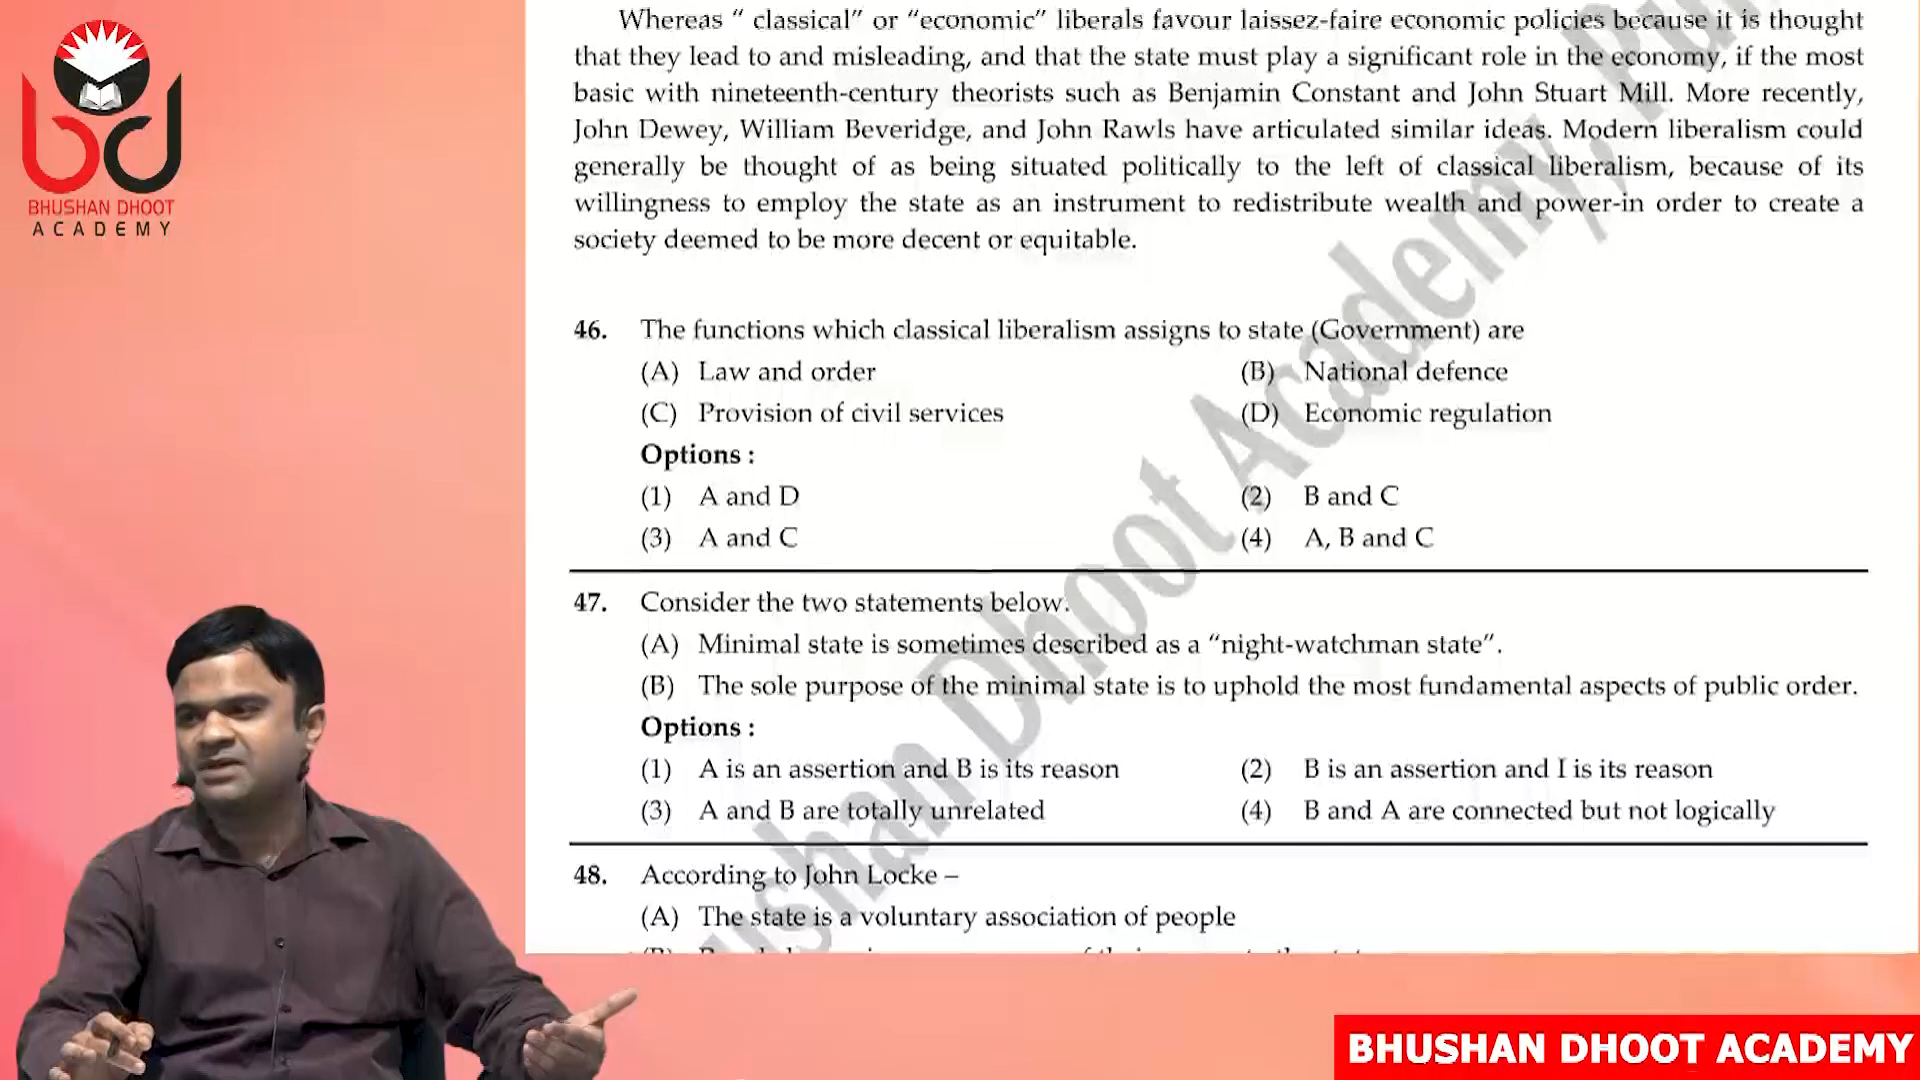 BHUSHAN DHOOT
ACADEMY
Whereas “ classical” or “economic” liberals favour laissez-faire economic policies because it is thought
that they lead to and misleading, and that the state must play a significant role in the economy, if the most
basic with nineteenth-century theorists such as Benjamin Constant and John Stuart Mill. More recently,
John Dewey, William Beveridge, and John Rawls have articulated similar ideas. Modern liberalism could
generally be thought of as being situated politically to the left of classical liberalism, because of its
willingness to employ the state as an instrument to redistribute wealth and power-in order to create a
society deemed to be more decent or equitable.
46. The functions which classical liberalism assigns to state (Government) are
(A) Law and order (B) National defence
(C) Provision of civil services (D) Economic regulation
Options :
(1) A and D (2) B and C
(3) A and C (4) A, B and C
47. Consider the two statements below.
(A) Minimal state is sometimes described as a “night-watchman state”.
(B) The sole purpose of the minimal state is to uphold the most fundamental aspects of public order.
Options :
(1) A is an assertion and B is its reason (2) B is an assertion and I is its reason
(3) A and B are totally unrelated (4) B and A are connected but not logically
48. According to John Locke –
(A) The state is a voluntary association of people
BHUSHAN DHOOT ACADEMY